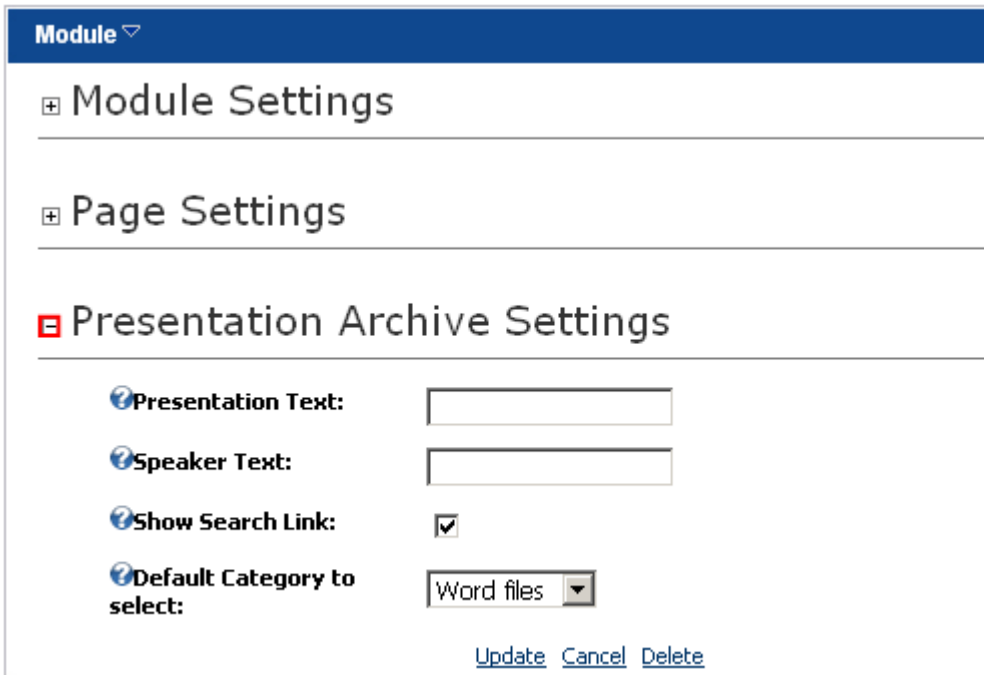 Module
Module Settings
Page Settings
Presentation Archive Settings
Presentation Text:
Speaker Text:
Show Search Link:
Default Category to
select:
Word files
Update Cancel Delete